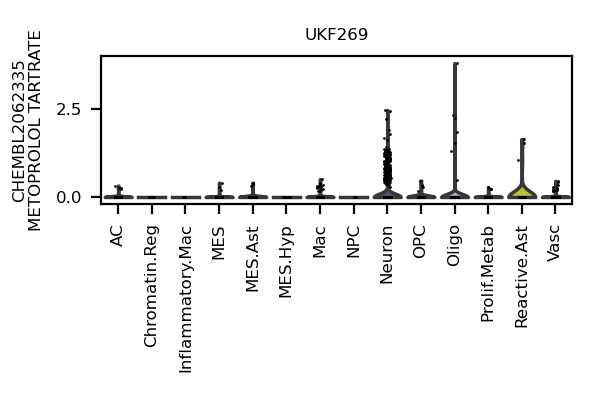 UKF269
CHEMBL2062335
METOPROLOL TARTRATE
2.5
0.0
AC
Chromatin.Reg
Inflammatory.Mac
MES
MES.Ast
MES.Hyp
Mac
NPC
Neuron
OPC
Oligo
Prolif.Metab
Reactive.Ast
Vasc